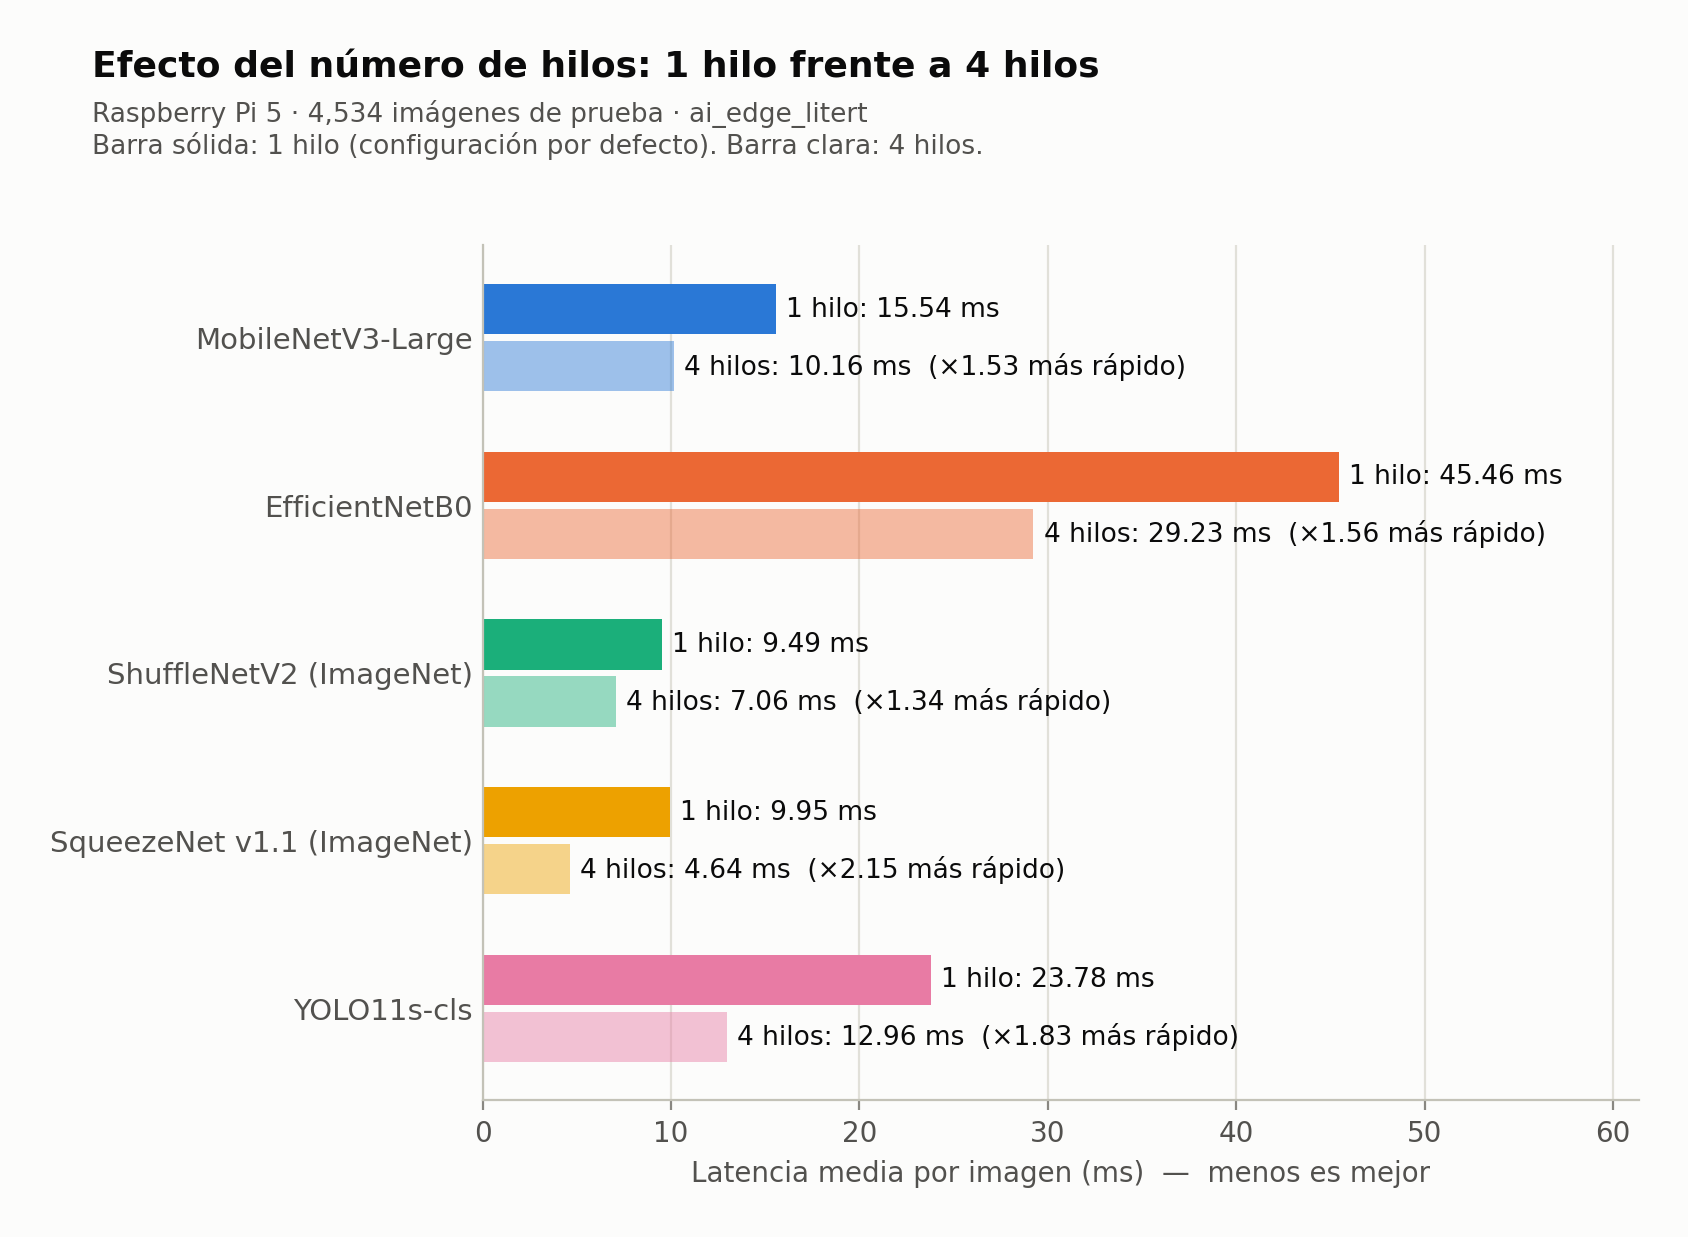 Efecto del número de hilos: 1 hilo frente a 4 hilos
Raspberry Pi 5 · 4,534 imágenes de prueba · ai_edge_litert
Barra sólida: 1 hilo (configuración por defecto). Barra clara: 4 hilos.
MobileNetV3-Large
1 hilo: 15.54 ms
4 hilos: 10.16 ms (×1.53 más rápido)
EfficientNetB0
1 hilo: 45.46 ms
4 hilos: 29.23 ms (×1.56 más rápido)
ShuffleNetV2 (ImageNet)
1 hilo: 9.49 ms
4 hilos: 7.06 ms (×1.34 más rápido)
SqueezeNet v1.1 (ImageNet)
1 hilo: 9.95 ms
4 hilos: 4.64 ms (×2.15 más rápido)
YOLO11s-cls
1 hilo: 23.78 ms
4 hilos: 12.96 ms (×1.83 más rápido)
0 10 20 30 40 50 60
Latencia media por imagen (ms) — menos es mejor